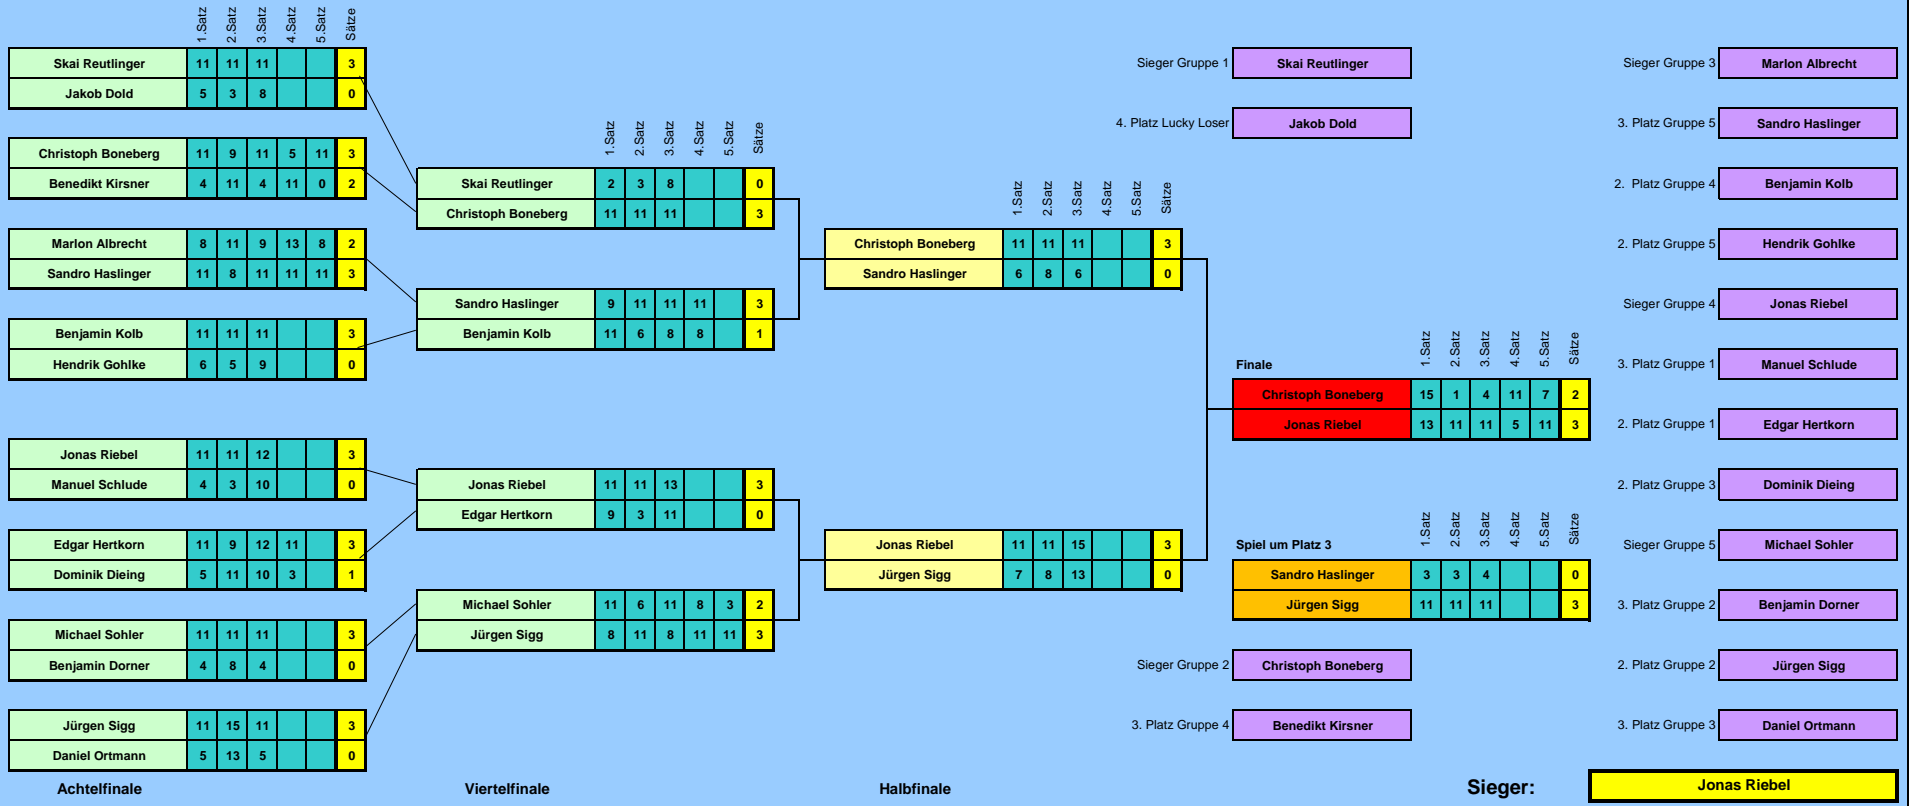 1.Satz 2.Satz 3.Satz 4.Satz 5.Satz Sätze
Skai Reutlinger 11 11 11 3
Jakob Dold 5 3 8 0
Christoph Boneberg 11 9 11 5 11 3
Benedikt Kirsner 4 11 4 11 0 2
Marlon Albrecht 8 11 9 13 8 2
Sandro Haslinger 11 8 11 11 11 3
Benjamin Kolb 11 11 11 3
Hendrik Gohlke 6 5 9 0
Jonas Riebel 11 11 12 3
Manuel Schlude 4 3 10 0
Edgar Hertkorn 11 9 12 11 3
Dominik Dieing 5 11 10 3 1
Michael Sohler 11 11 11 3
Benjamin Dorner 4 8 4 0
Jürgen Sigg 11 15 11 3
Daniel Ortmann 5 13 5 0
Achtelfinale
1.Satz 2.Satz 3.Satz 4.Satz 5.Satz Sätze
Skai Reutlinger 2 3 8 0
Christoph Boneberg 11 11 11 3
Sandro Haslinger 9 11 11 11 3
Benjamin Kolb 11 6 8 8 1
Jonas Riebel 11 11 13 3
Edgar Hertkorn 9 3 11 0
Michael Sohler 11 6 11 8 3 2
Jürgen Sigg 8 11 8 11 11 3
Viertelfinale
1.Satz 2.Satz 3.Satz 4.Satz 5.Satz Sätze
Christoph Boneberg 11 11 11 3
Sandro Haslinger 6 8 6 0
Jonas Riebel 11 11 15 3
Jürgen Sigg 7 8 13 0
Halbfinale
Sieger Gruppe 1 Skai Reutlinger
4. Platz Lucky Loser Jakob Dold
Finale 1.Satz 2.Satz 3.Satz 4.Satz 5.Satz Sätze
Christoph Boneberg 15 1 4 11 7 2
Jonas Riebel 13 11 11 5 11 3
Spiel um Platz 3 1.Satz 2.Satz 3.Satz 4.Satz 5.Satz Sätze
Sandro Haslinger 3 3 4 0
Jürgen Sigg 11 11 11 3
Sieger Gruppe 2 Christoph Boneberg
3. Platz Gruppe 4 Benedikt Kirsner
Sieger Gruppe 3 Marlon Albrecht
3. Platz Gruppe 5 Sandro Haslinger
2. Platz Gruppe 4 Benjamin Kolb
2. Platz Gruppe 5 Hendrik Gohlke
Sieger Gruppe 4 Jonas Riebel
3. Platz Gruppe 1 Manuel Schlude
2. Platz Gruppe 1 Edgar Hertkorn
2. Platz Gruppe 3 Dominik Dieing
Sieger Gruppe 5 Michael Sohler
3. Platz Gruppe 2 Benjamin Dorner
2. Platz Gruppe 2 Jürgen Sigg
3. Platz Gruppe 3 Daniel Ortmann
Sieger: Jonas Riebel